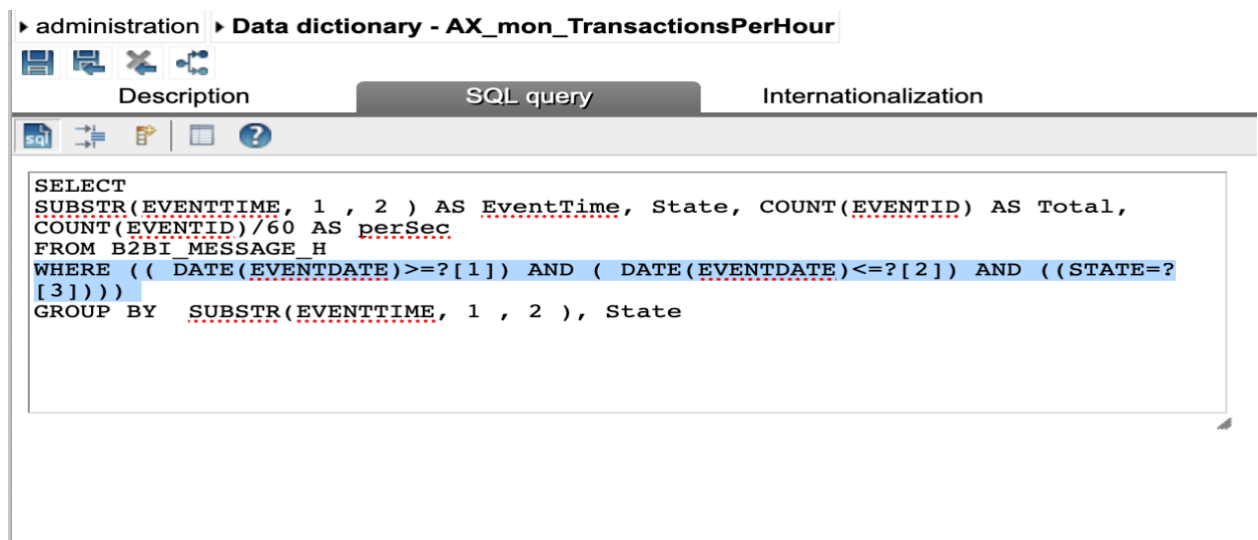 administration Data dictionary - AX_mon_TransactionsPerHour
Description SQL query Internationalization
sql ?
SELECT
SUBSTR(EVENTTIME, 1 , 2 ) AS EventTime, State, COUNT(EVENTID) AS Total,
COUNT(EVENTID)/60 AS perSec
FROM B2BI_MESSAGE_H
WHERE (( DATE(EVENTDATE)>=?[1]) AND ( DATE(EVENTDATE)<=?[2]) AND ((STATE=?
[3])))
GROUP BY  SUBSTR(EVENTTIME, 1 , 2 ), State